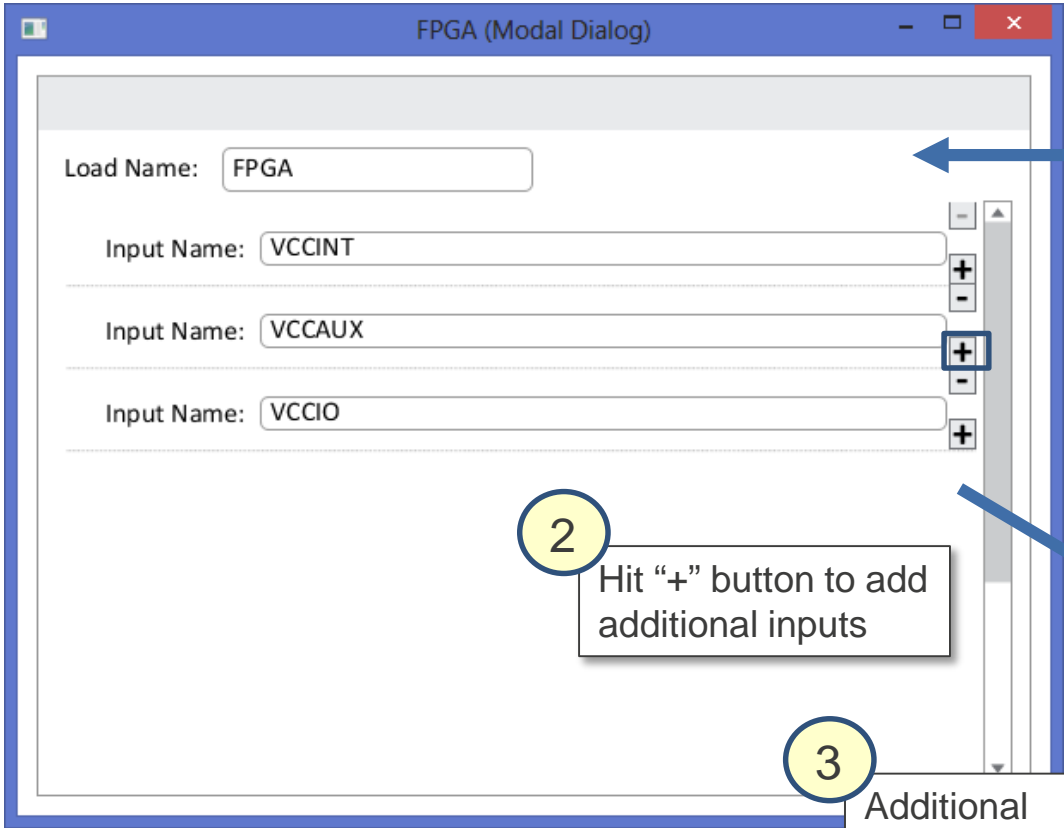 FPGA (Modal Dialog)
Load Name: FPGA
-
Input Name: VCCINT
+
-
Input Name: VCCAUX
+
-
Input Name: VCCIO
+
2
Hit “+” button to add
additional inputs
3
Additional